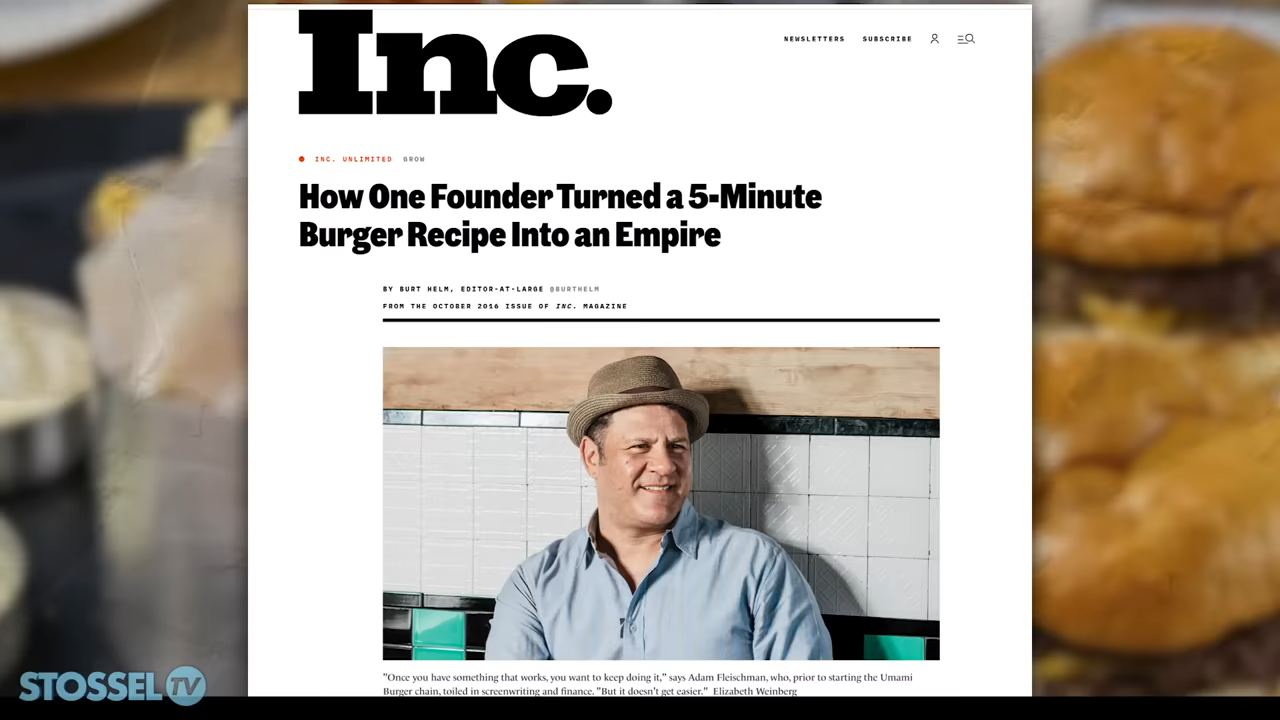 Inc.
NEWSLETTERS SUBSCRIBE
INC. UNLIMITED GROW
How One Founder Turned a 5-Minute
Burger Recipe Into an Empire
BY BURT HELM, EDITOR-AT-LARGE @BURTHELM
FROM THE OCTOBER 2016 ISSUE OF INC. MAGAZINE
"Once you have something that works, you want to keep doing it," says Adam Fleischman, who, prior to starting the Umami
Burger chain, toiled in screenwriting and finance. "But it doesn't get easier." Elizabeth Weinberg
STOSSEL TV